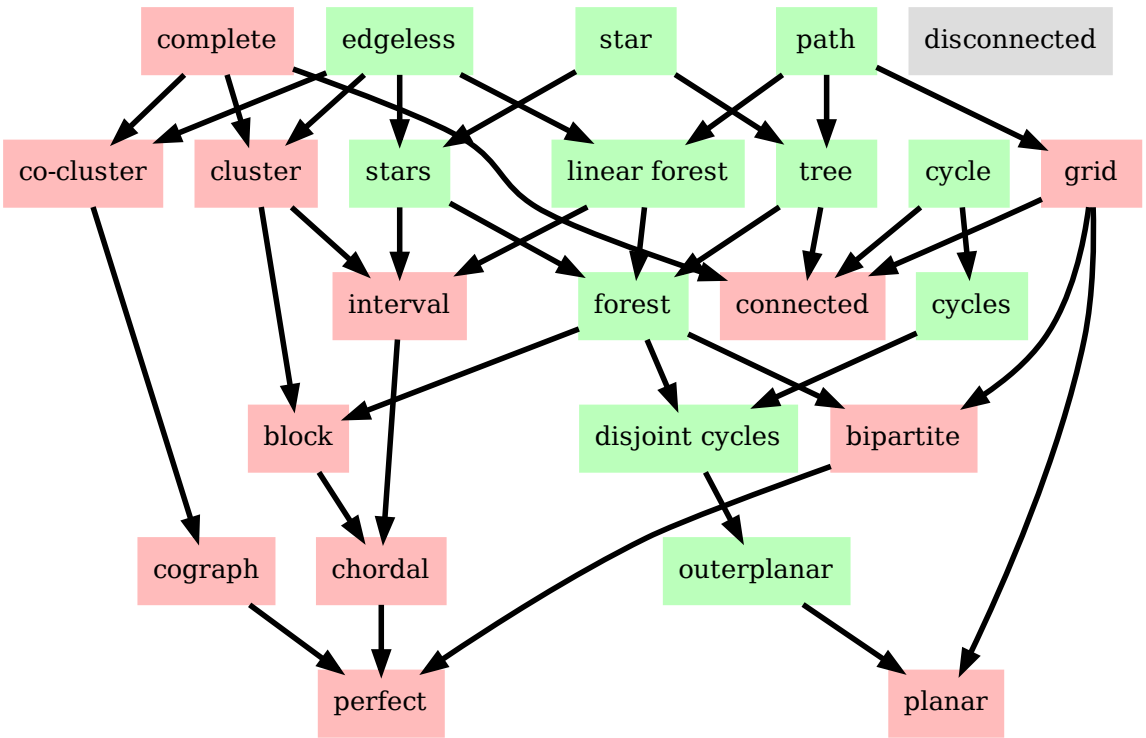 complete
edgeless
star
path
disconnected
co-cluster
cluster
stars
linear forest
tree
cycle
grid
interval
forest
connected
cycles
block
disjoint cycles
bipartite
cograph
chordal
outerplanar
perfect
planar